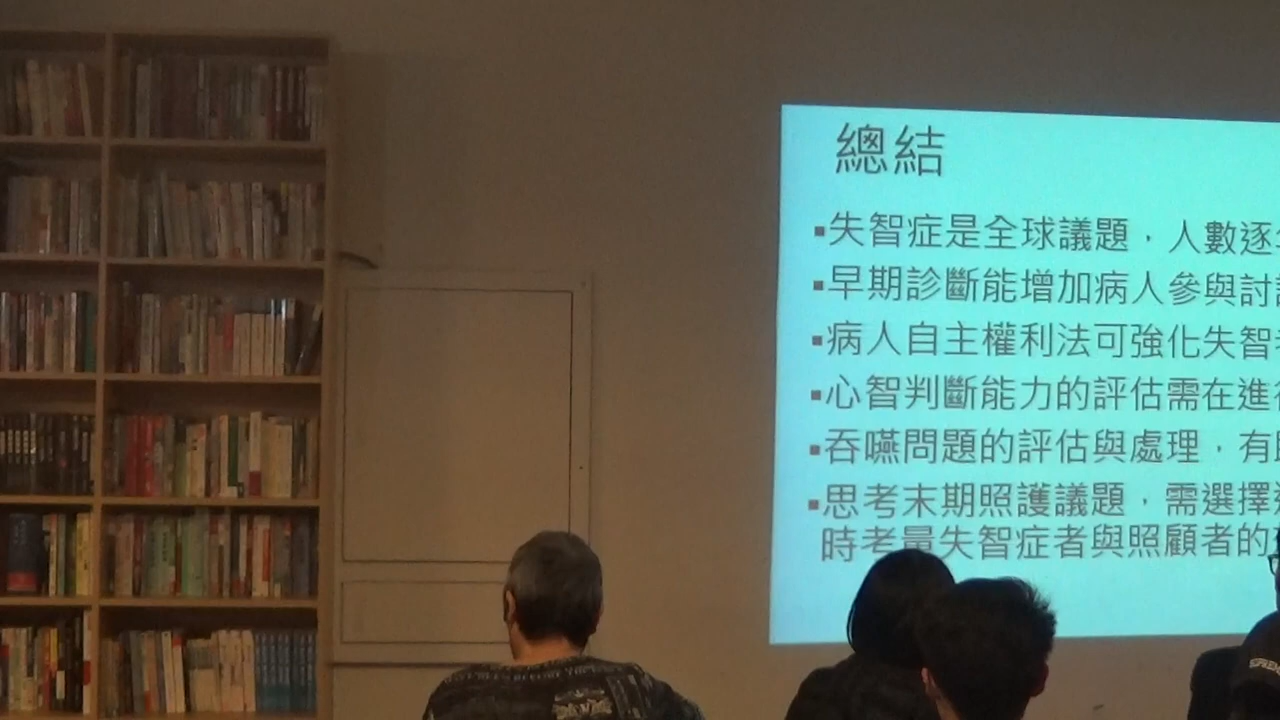 總結
▪失智症是全球議題，人數逐
▪早期診斷能增加病人參與討
▪病人自主權利法可強化失智
▪心智判斷能力的評估需在進
▪吞嚥問題的評估與處理，有
▪思考末期照護議題，需選擇
時考量失智症者與照顧者的